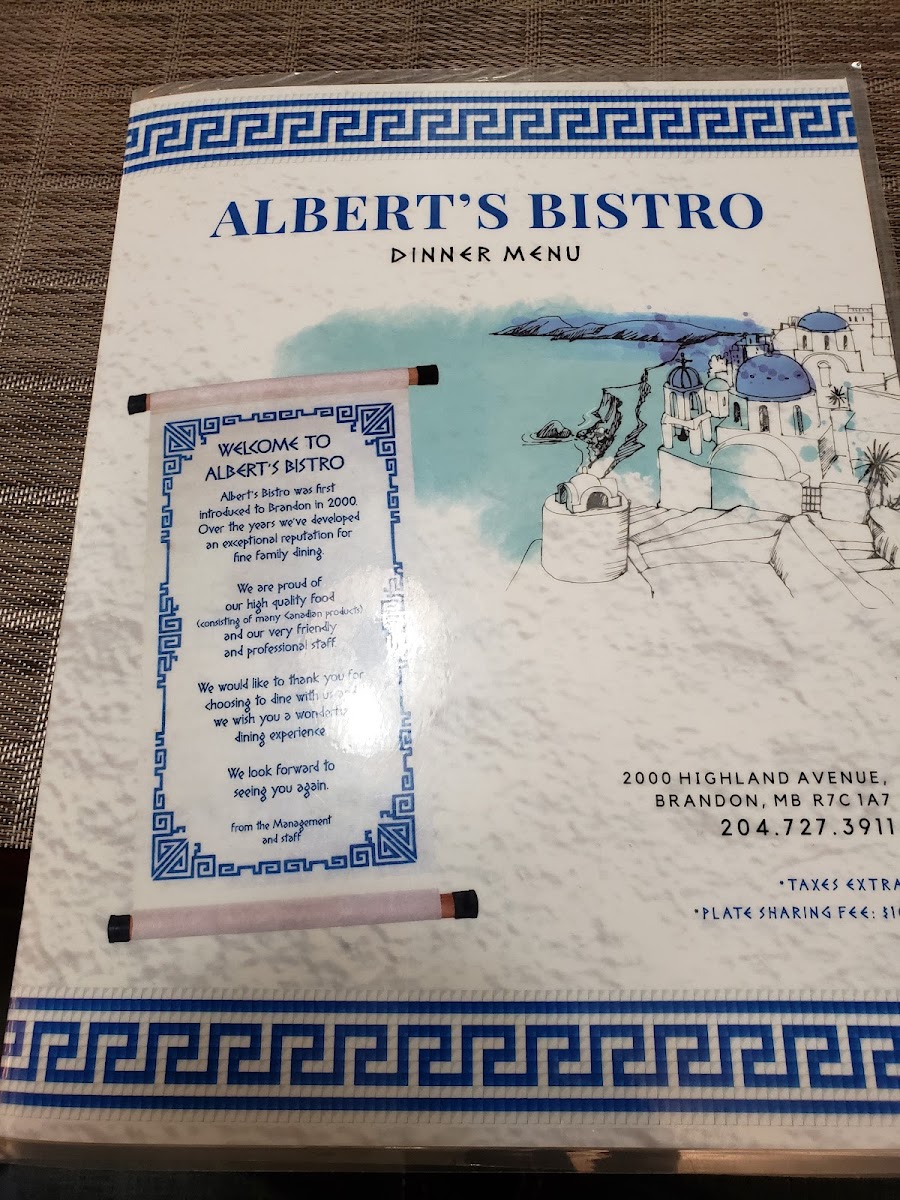 ALBERT'S BISTRO
DINNER MENU
WELCOME TO
ALBERT'S BISTRO
Albert's Bistro was first
introduced to Brandon in 2000.
Over the years we've developed
an exceptional reputation for
fine family dining.
We are proud of
our high quality food
(consisting of many Canadian products)
and our very friendly
and professional staff.
We would like to thank you for
choosing to dine with us and
we wish you a wonderful
dining experience
We look forward to
seeing you again.
from the Management
and staff
2000 HIGHLAND AVENUE,
BRANDON, MB R7C 1A7
204.727.3911
*TAXES EXTRA
*PLATE SHARING FEE: